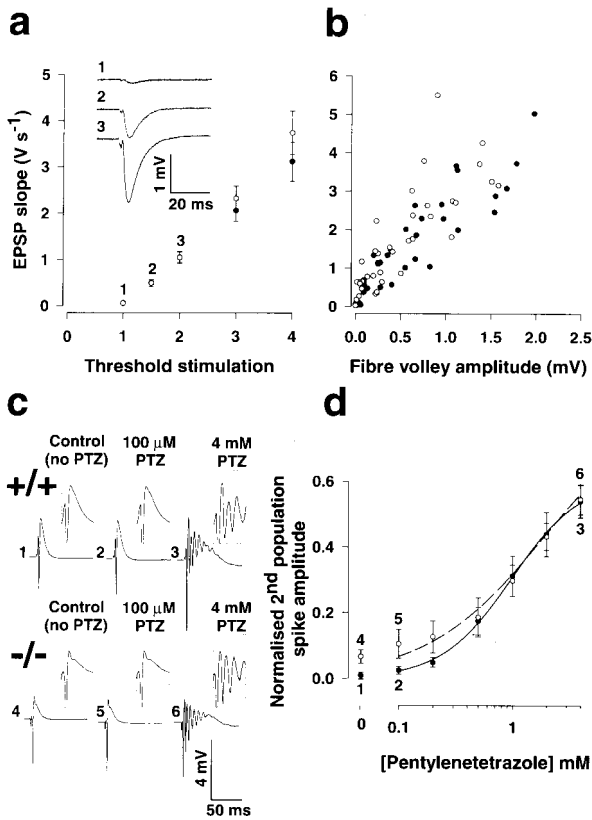 a
1
2
3
1 mV
20 ms
EPSP slope (V s⁻¹)
5
4
3
2
1
0
1
2
3
0 1 2 3 4
Threshold stimulation
b
6
5
4
3
2
1
0
0.0 0.5 1.0 1.5 2.0 2.5
Fibre volley amplitude (mV)
c
Control (no PTZ)
100 µM PTZ
4 mM PTZ
+/+
1 2 3
Control (no PTZ)
100 µM PTZ
4 mM PTZ
-/-
4 5 6
4 mV
50 ms
d
Normalised 2nd population
spike amplitude
0.6
0.4
0.2
0.0
4
1
5
2
6
3
0 0.1 1
[Pentylenetetrazole] mM